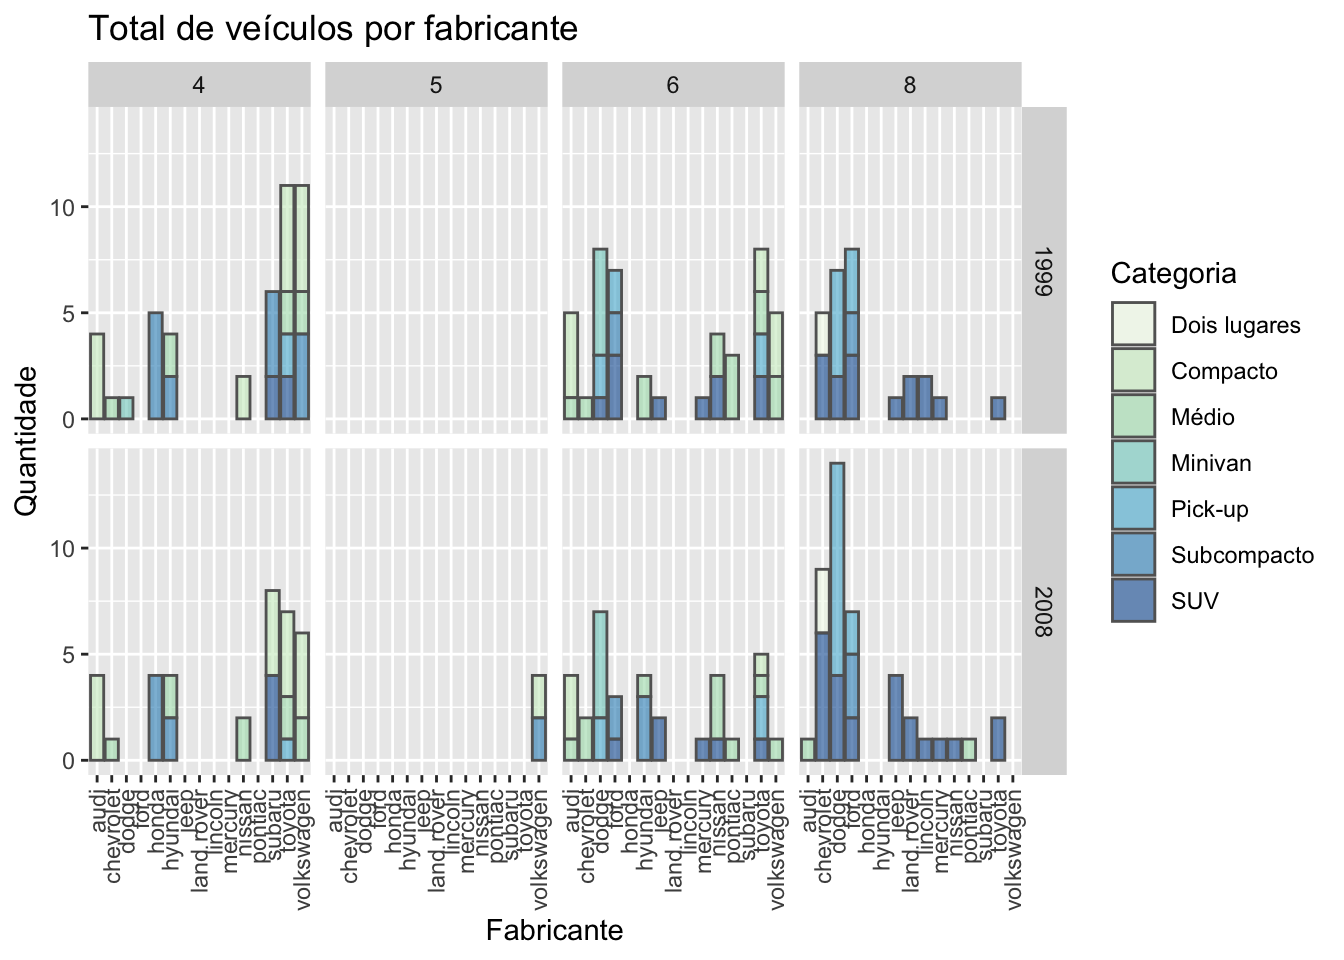 Total de veículos por fabricante
4 5 6 8
10
5
0
1999
10
5
0
2008
Quantidade
audi chevrolet dodge ford honda hyundai jeep land rover lincoln mercury nissan pontiac subaru toyota volkswagen
audi chevrolet dodge ford honda hyundai jeep land rover lincoln mercury nissan pontiac subaru toyota volkswagen
audi chevrolet dodge ford honda hyundai jeep land rover lincoln mercury nissan pontiac subaru toyota volkswagen
audi chevrolet dodge ford honda hyundai jeep land rover lincoln mercury nissan pontiac subaru toyota volkswagen
Fabricante
Categoria
Dois lugares
Compacto
Médio
Minivan
Pick-up
Subcompacto
SUV